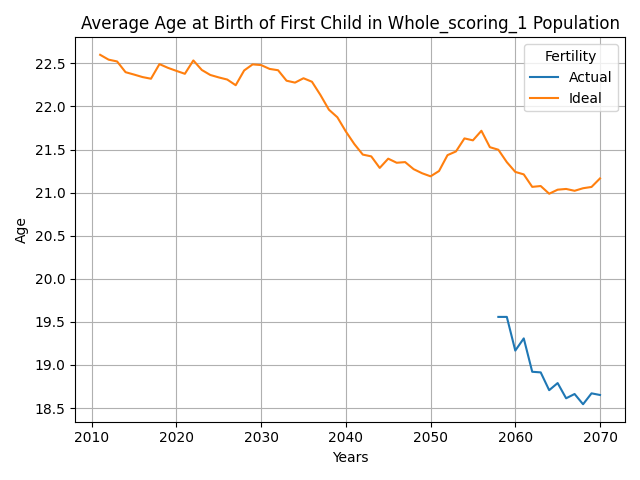 Average Age at Birth of First Child in Whole_scoring_1 Population
Fertility
Actual
Ideal
Age
22.5
22.0
21.5
21.0
20.5
20.0
19.5
19.0
18.5
2010 2020 2030 2040 2050 2060 2070
Years